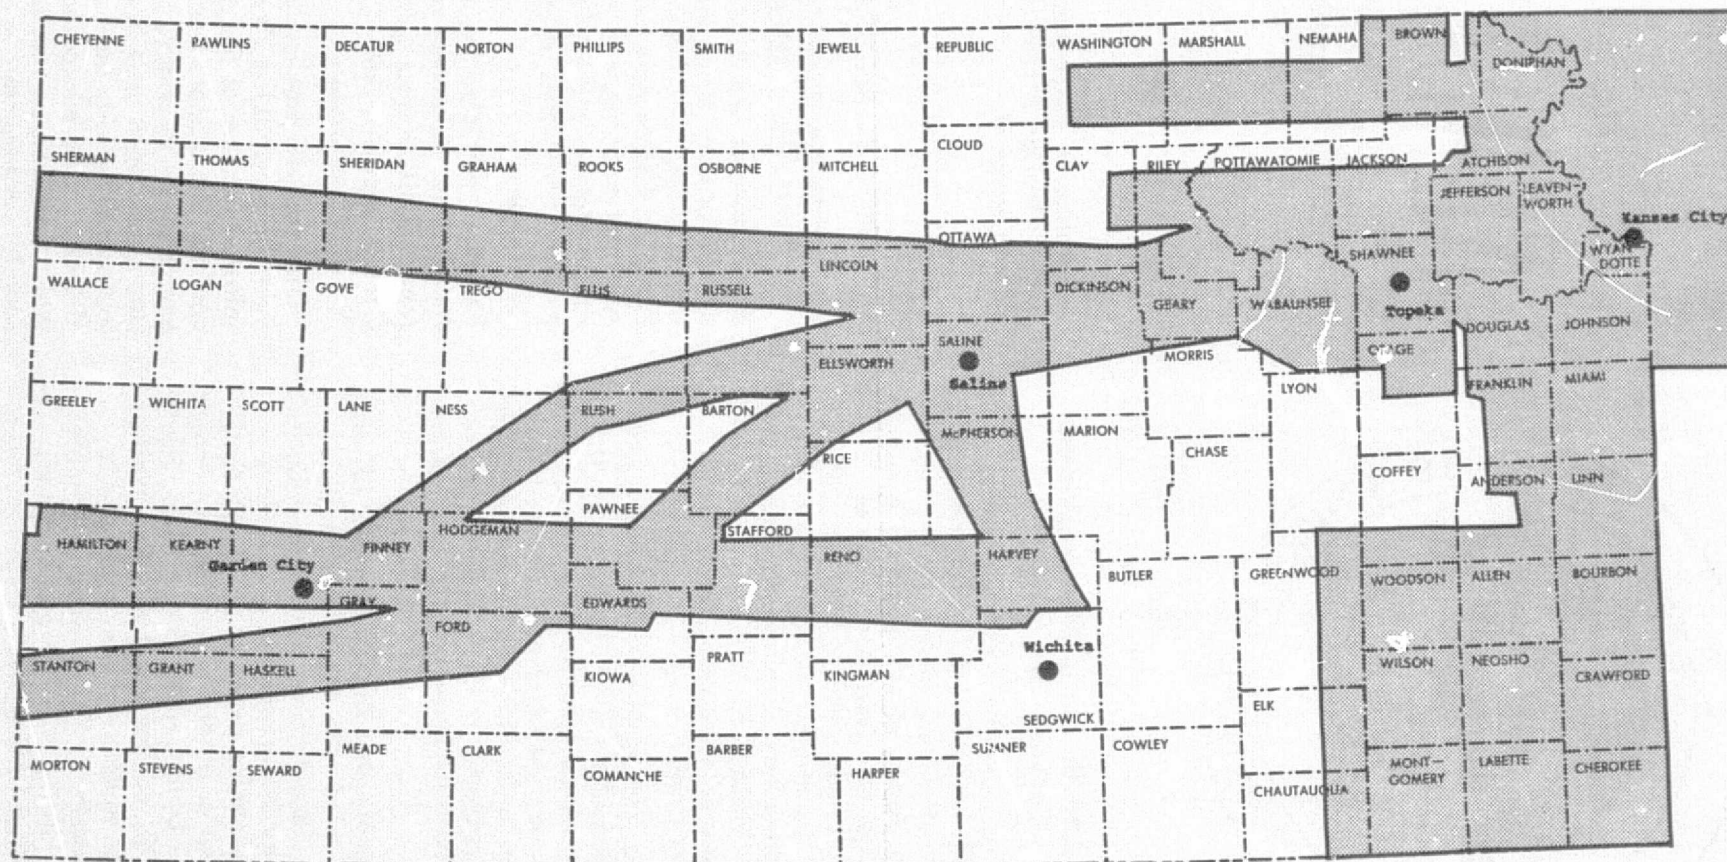 CHEYENNE
RAWLINS
DECATUR
NORTON
PHILLIPS
SMITH
JEWELL
REPUBLIC
WASHINGTON
MARSHALL
NEMAHA
BROWN
DONIPHAN
SHERMAN
THOMAS
SHERIDAN
GRAHAM
ROOKS
OSBORNE
MITCHELL
CLOUD
CLAY
RILEY
POTTAWATOMIE
JACKSON
ATCHISON
JEFFERSON
LEAVEN-
WORTH
Kansas City
OTTAWA
SHAWNEE
WYAN-
DOTTE
WALLACE
LOGAN
GOVE
TREGO
ELLIS
RUSSELL
LINCOLN
DICKINSON
GEARY
WABAUNSEE
Topeka
DOUGLAS
JOHNSON
SALINE
Salina
ELLSWORTH
MORRIS
OSAGE
GREELEY
WICHITA
SCOTT
LANE
NESS
RUSH
BARTON
McPHERSON
MARION
LYON
FRANKLIN
MIAMI
RICE
CHASE
COFFEY
ANDERSON
LINN
PAWNEE
STAFFORD
HAMILTON
KEARNY
FINNEY
HODGEMAN
RENO
HARVEY
Garden City
GRAY
EDWARDS
BUTLER
GREENWOOD
WOODSON
ALLEN
BOURBON
FORD
STANTON
GRANT
HASKELL
KIOWA
PRATT
KINGMAN
Wichita
SEDGWICK
WILSON
NEOSHO
CRAWFORD
ELK
MORTON
STEVENS
SEWARD
MEADE
CLARK
COMANCHE
BARBER
HARPER
SUMNER
COWLEY
CHAUTAUQUA
MONT-
GOMERY
LABETTE
CHEROKEE